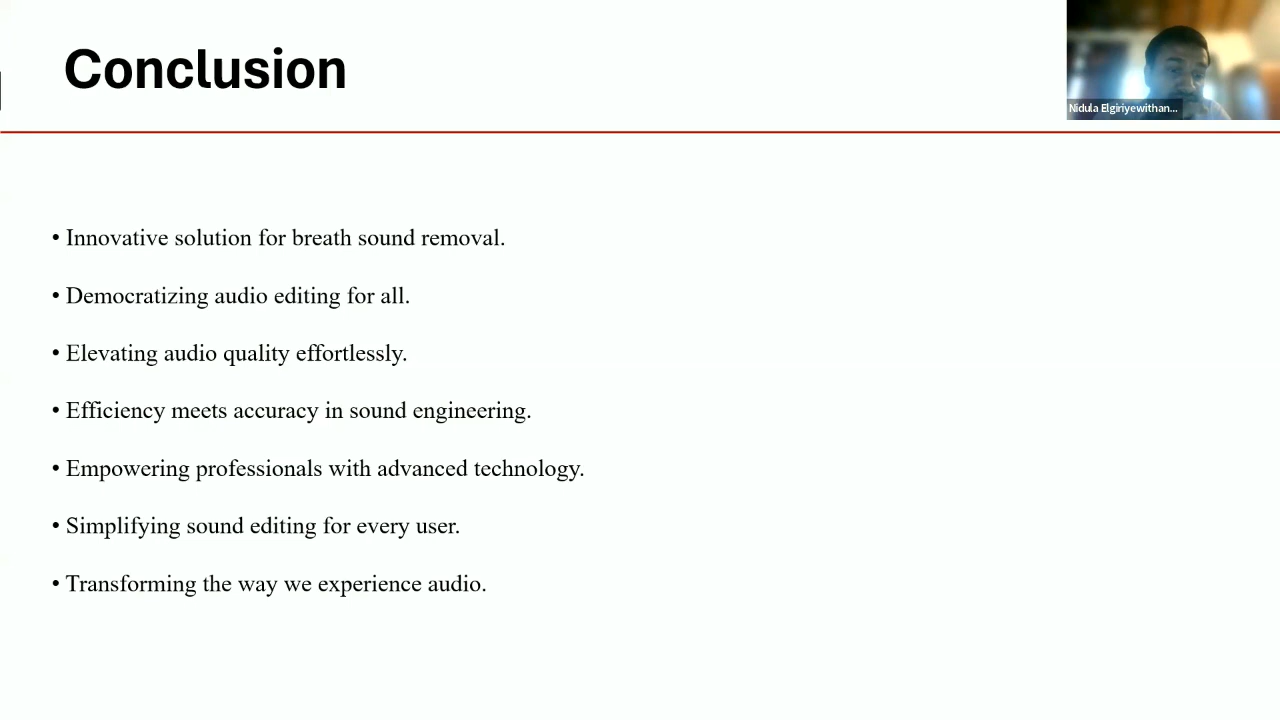 Conclusion
Nidula Elgiriyewithan...
• Innovative solution for breath sound removal.
• Democratizing audio editing for all.
• Elevating audio quality effortlessly.
• Efficiency meets accuracy in sound engineering.
• Empowering professionals with advanced technology.
• Simplifying sound editing for every user.
• Transforming the way we experience audio.